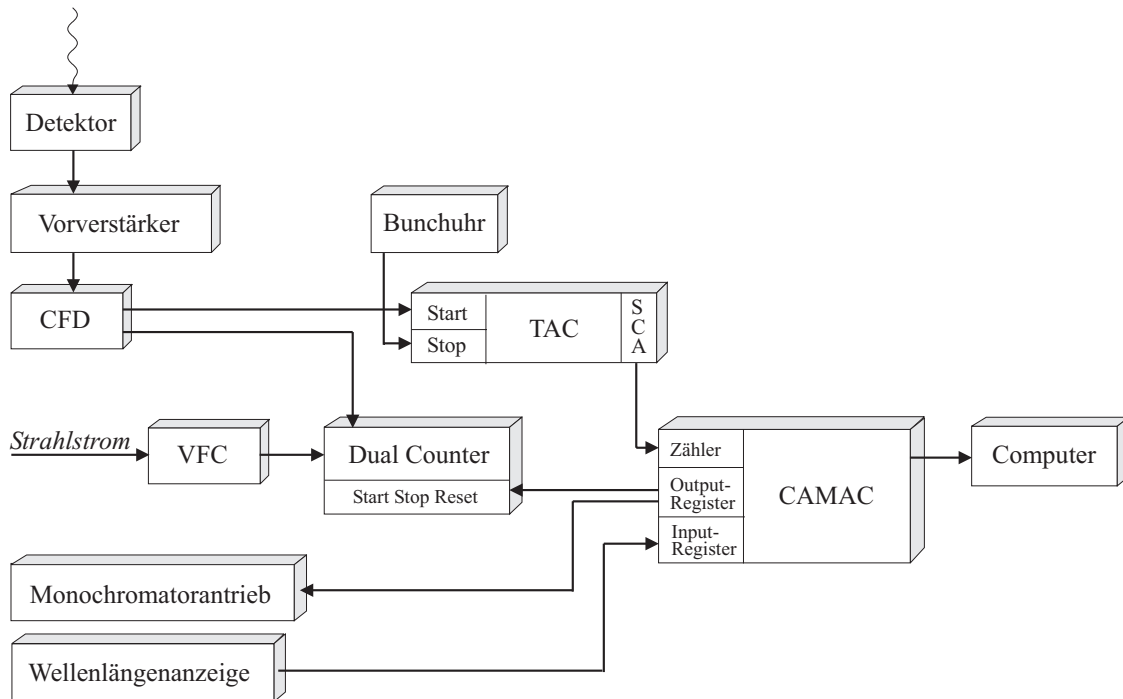 Detektor
Vorverstärker
Bunchuhr
CFD
Start
Stop
TAC
S
C
A
Strahlstrom
VFC
Dual Counter
Start Stop Reset
Zähler
Output-
Register
Input-
Register
CAMAC
Computer
Monochromatorantrieb
Wellenlängenanzeige